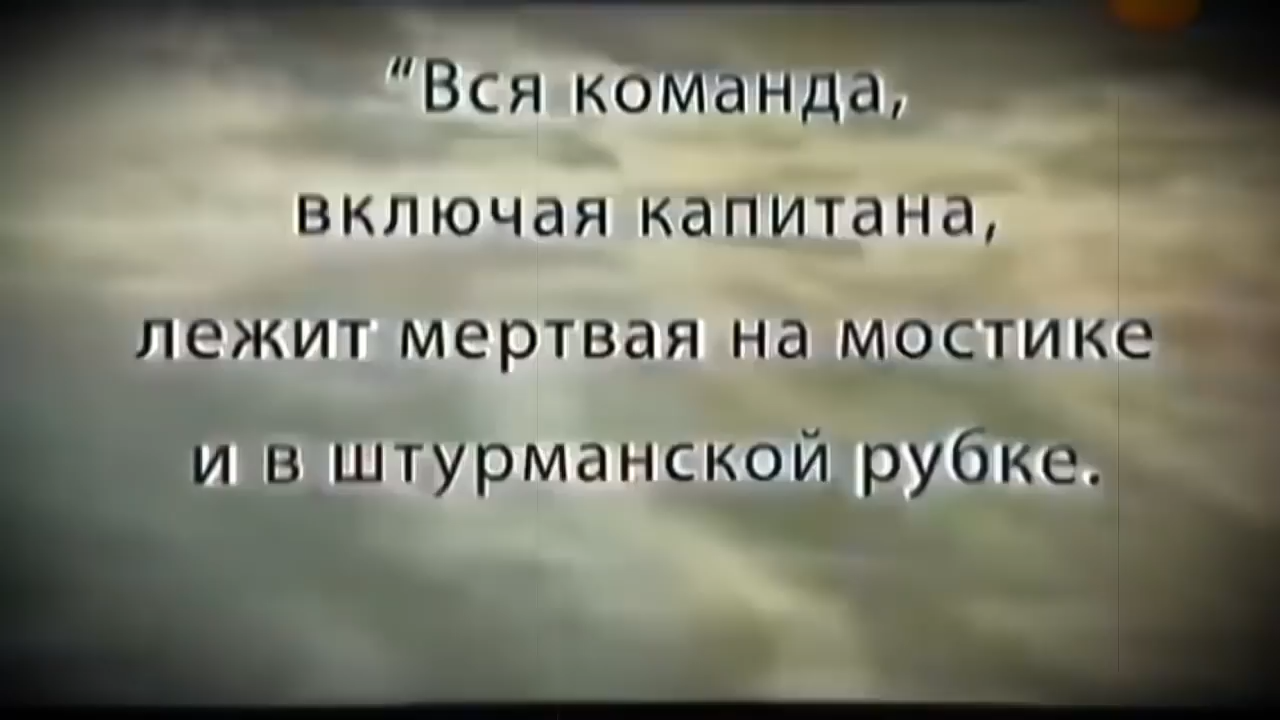 “Вся команда,
включая капитана,
лежит мертвая на мостике
и в штурманской рубке.